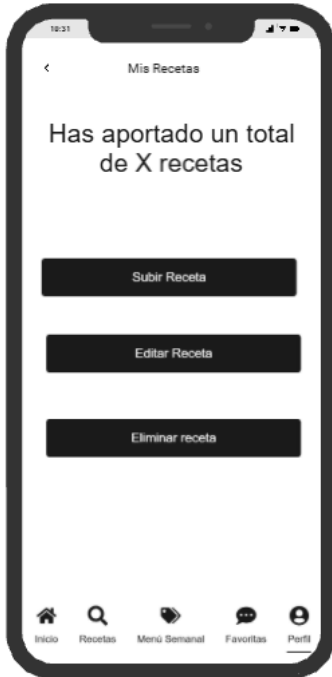 10:31
Mis Recetas
Has aportado un total
de X recetas
Subir Receta
Editar Receta
Eliminar receta
Inicio
Recetas
Menú Semanal
Favoritas
Perfil